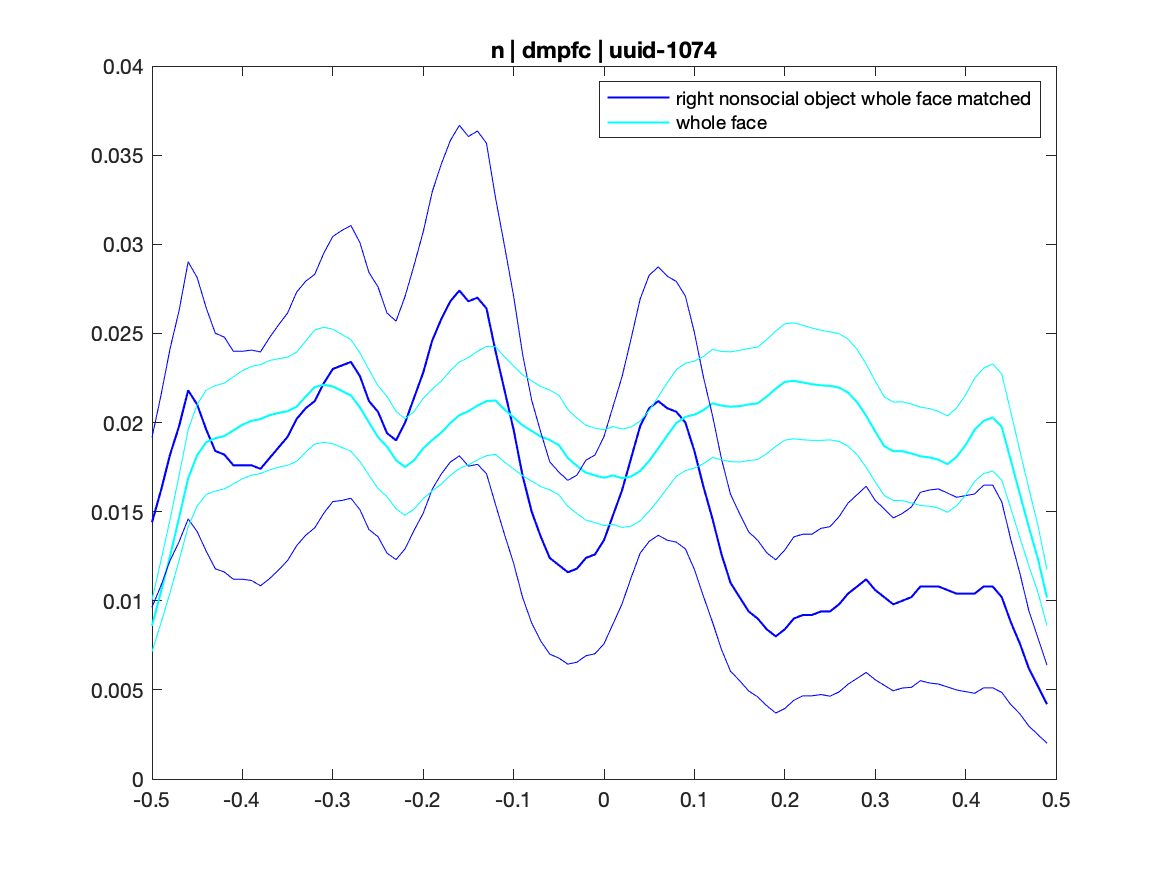 n | dmpfc | uuid-1074
right nonsocial object whole face matched
whole face
0.04
0.035
0.03
0.025
0.02
0.015
0.01
0.005
0
-0.5 -0.4 -0.3 -0.2 -0.1 0 0.1 0.2 0.3 0.4 0.5